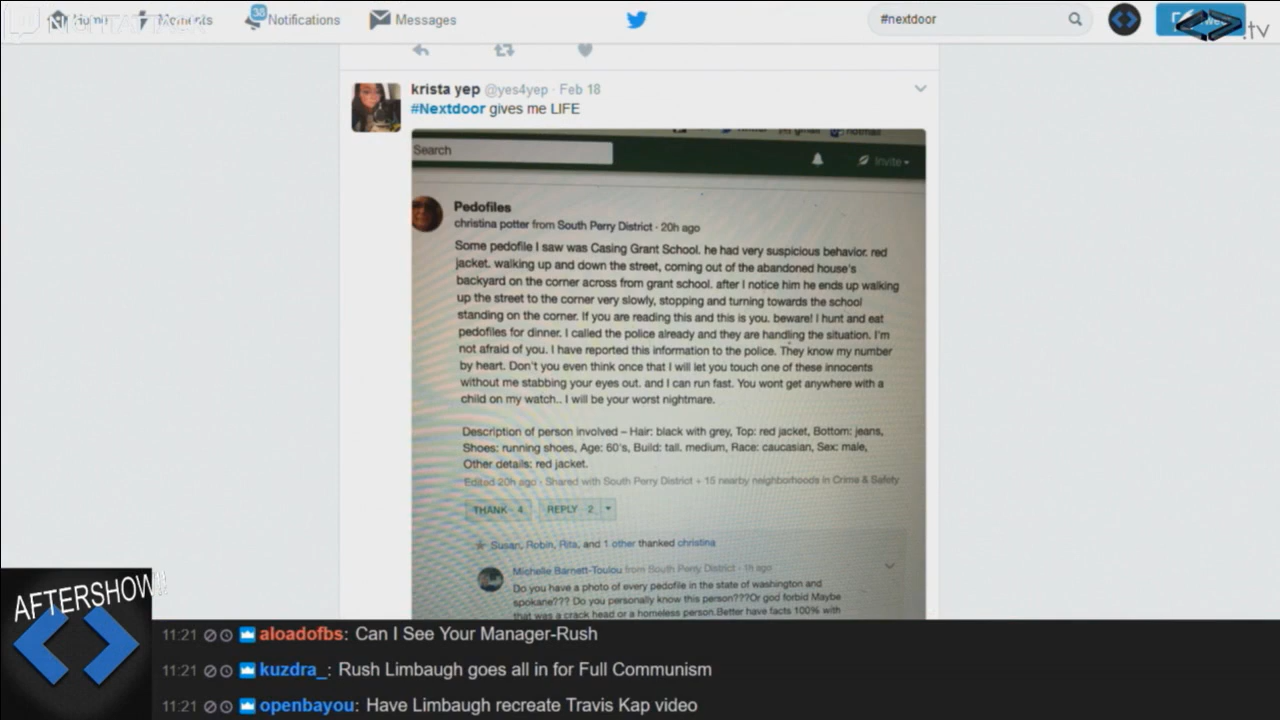 Home Moments 38 Notifications Messages #nextdoor
NIGHTATTACK
.tv
krista yep @yes4yep · Feb 18
#Nextdoor gives me LIFE
Search
Invite
Pedofiles
christina potter from South Perry District · 20h ago
Some pedofile I saw was Casing Grant School. he had very suspicious behavior. red
jacket. walking up and down the street, coming out of the abandoned house's
backyard on the corner across from grant school. after I notice him he ends up walking
up the street to the corner very slowly, stopping and turning towards the school
standing on the corner. If you are reading this and this is you. beware! I hunt and eat
pedofiles for dinner. I called the police already and they are handling the situation. I'm
not afraid of you. I have reported this information to the police. They know my number
by heart. Don't you even think once that I will let you touch one of these innocents
without me stabbing your eyes out. and I can run fast. You wont get anywhere with a
child on my watch.. I will be your worst nightmare.
Description of person involved – Hair: black with grey, Top: red jacket, Bottom: jeans,
Shoes: running shoes, Age: 60's, Build: tall. medium, Race: caucasian, Sex: male,
Other details: red jacket.
Edited 20h ago · Shared with South Perry District + 15 nearby neighborhoods in Crime & Safety
THANK · 4 REPLY · 2
Susan, Robin, Rita, and 1 other thanked christina
Michelle Barnett-Toulou from South Perry District · 1h ago
Do you have a photo of every pedofile in the state of washington and
spokane??? Do you personally know this person???Or god forbid Maybe
that was a crack head or a homeless person.Better have facts 100% with
AFTERSHOW!!
11:21 aloadofbs: Can I See Your Manager-Rush
11:21 kuzdra_: Rush Limbaugh goes all in for Full Communism
11:21 openbayou: Have Limbaugh recreate Travis Kap video